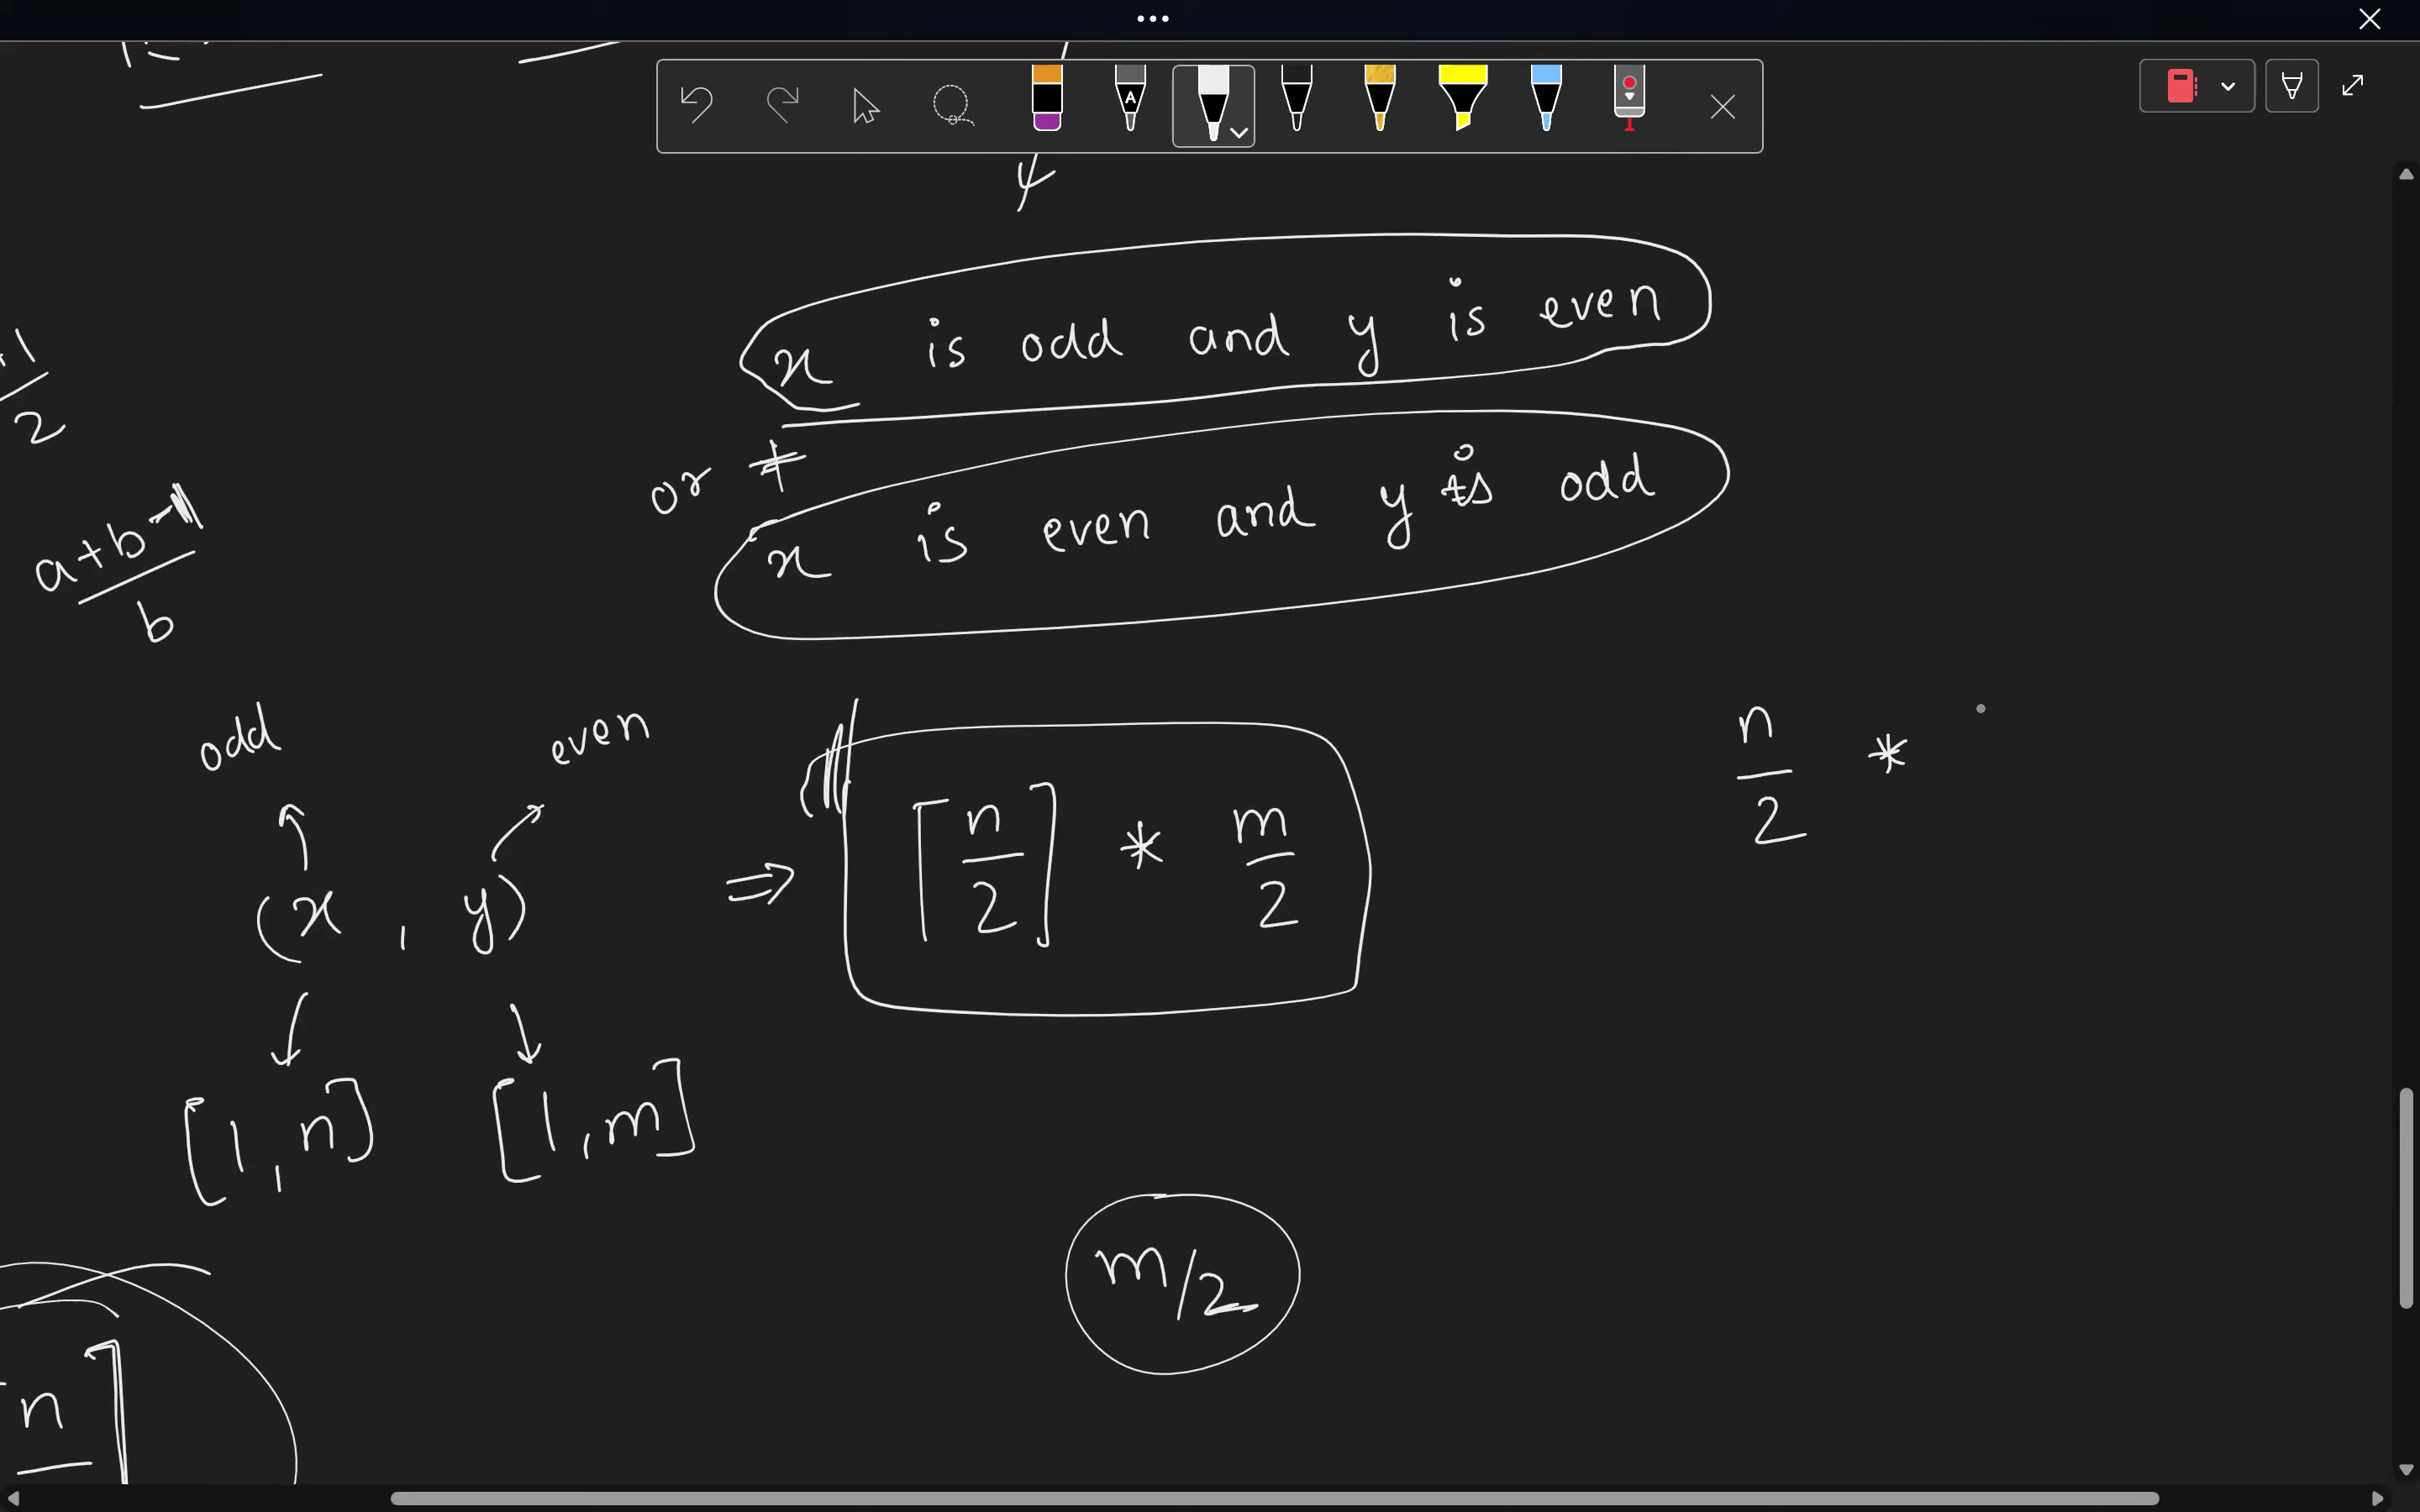 x is odd and y is even
or +
x is even and y is odd
2
a+b-1
b
odd
even
(x , y)
⇒ ⌈n/2⌉ * m/2
n/2 *
[1,n] [1,m]
m/2
n
A